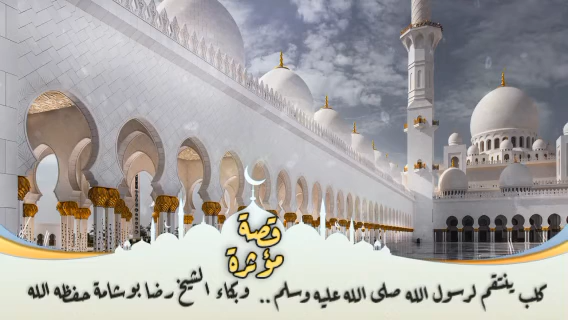 قصة
مؤثرة
كلب ينتقم لرسول الله صلى الله عليه وسلم .. وبكاء الشيخ رضا بوشامة حفظه الله